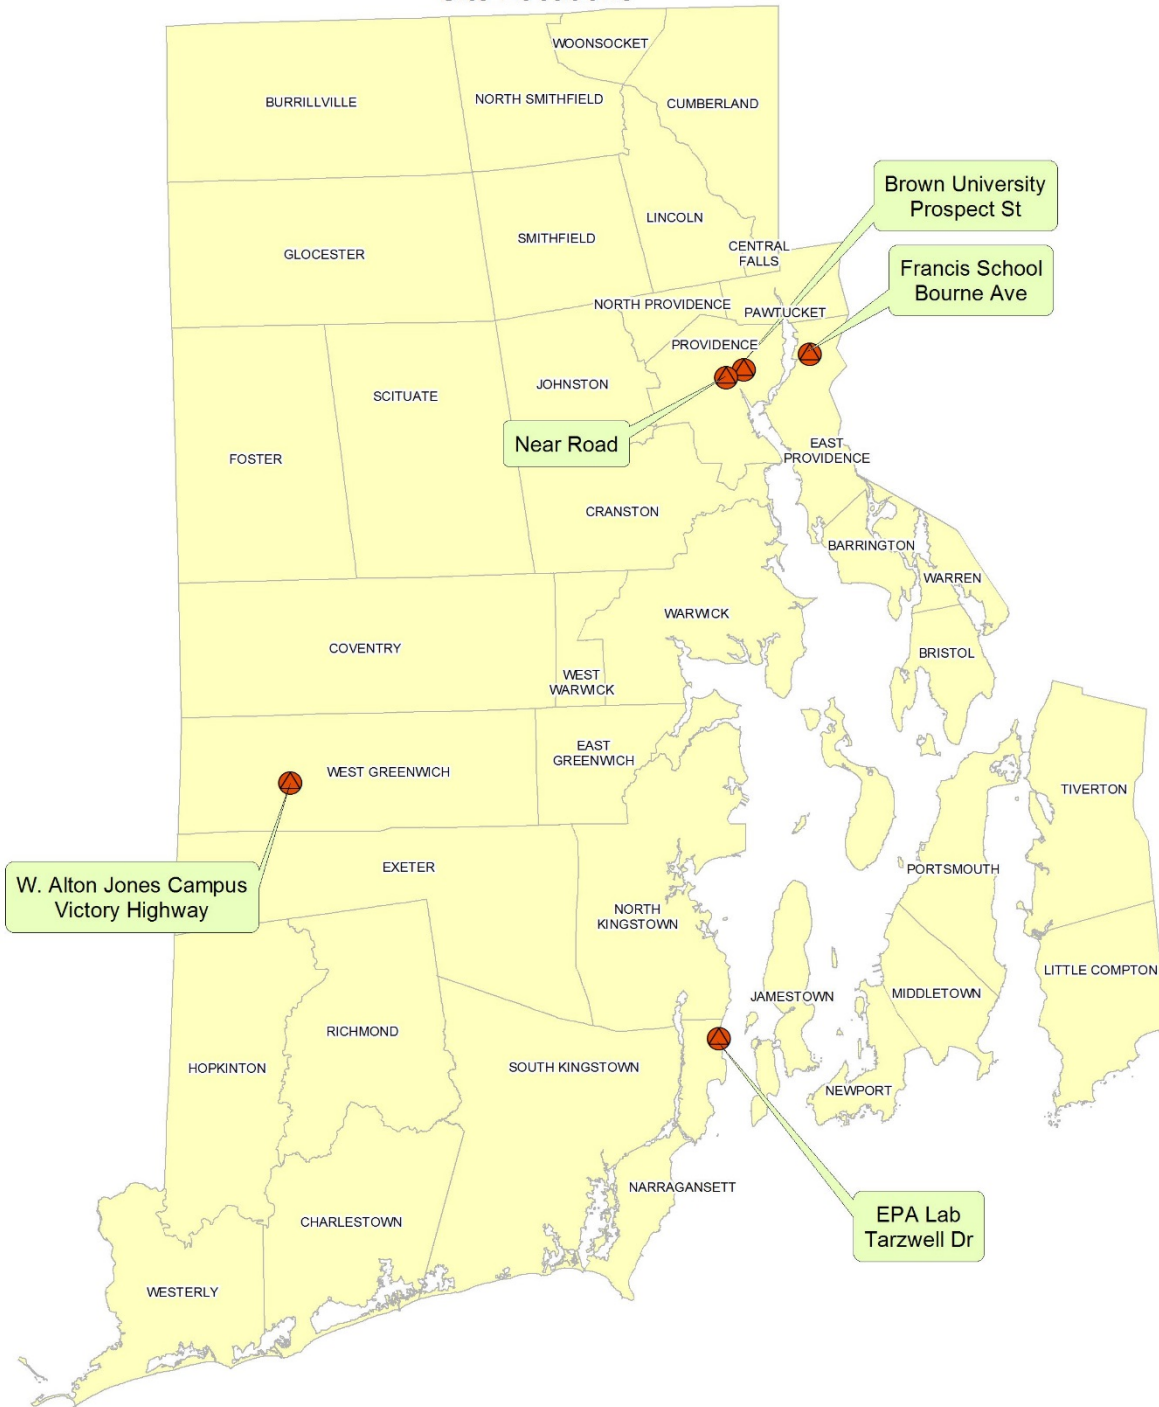 WOONSOCKET
BURRILLVILLE
NORTH SMITHFIELD
CUMBERLAND
Brown University
Prospect St
LINCOLN
SMITHFIELD
GLOCESTER
CENTRAL
FALLS
Francis School
Bourne Ave
NORTH PROVIDENCE
PAWTUCKET
PROVIDENCE
JOHNSTON
SCITUATE
Near Road
FOSTER
EAST
PROVIDENCE
CRANSTON
BARRINGTON
WARREN
WARWICK
COVENTRY
BRISTOL
WEST
WARWICK
EAST
GREENWICH
WEST GREENWICH
TIVERTON
EXETER
PORTSMOUTH
W. Alton Jones Campus
Victory Highway
NORTH
KINGSTOWN
LITTLE COMPTON
MIDDLETOWN
JAMESTOWN
RICHMOND
HOPKINTON
SOUTH KINGSTOWN
NEWPORT
NARRAGANSETT
EPA Lab
Tarzwell Dr
CHARLESTOWN
WESTERLY